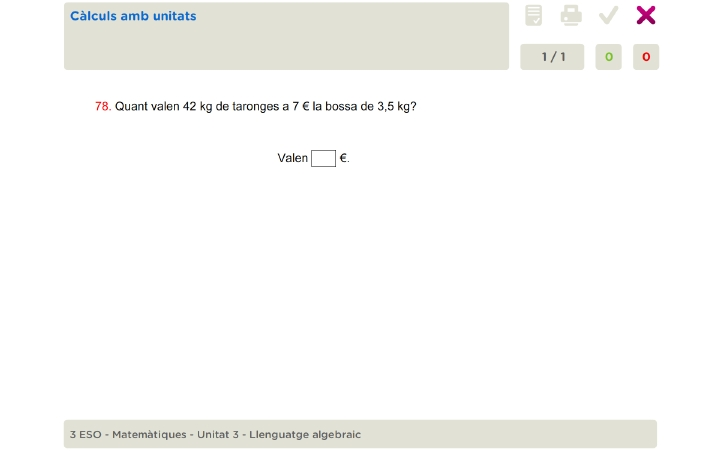 Càlculs amb unitats
1 / 1
0
0
78. Quant valen 42 kg de taronges a 7 € la bossa de 3,5 kg?
Valen €.
3 ESO - Matemàtiques - Unitat 3 - Llenguatge algebraic